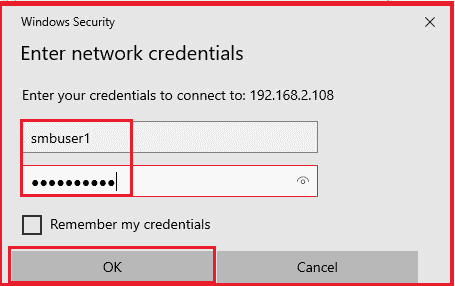 Windows Security
Enter network credentials
Enter your credentials to connect to: 192.168.2.108
smbuser1
●●●●●●●●●●
Remember my credentials
OK
Cancel